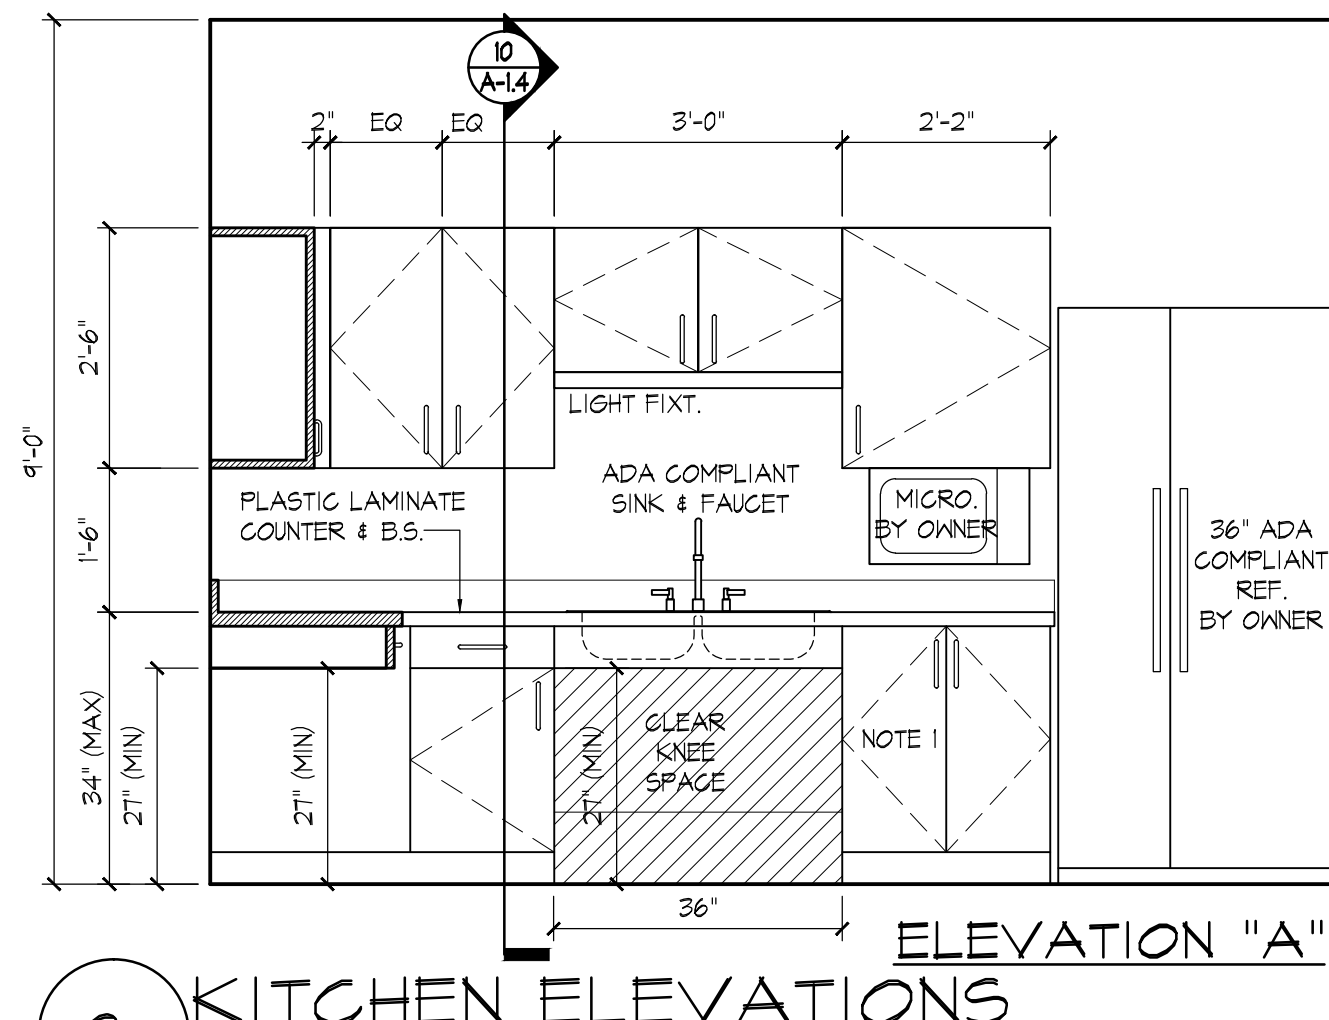 10
A-1.4
2" EQ EQ 3'-0" 2'-2"
2'-6"
9'-0"
1'-6"
34" (MAX)
27" (MIN)
27" (MIN)
27" (MIN)
LIGHT FIXT.
ADA COMPLIANT
SINK & FAUCET
PLASTIC LAMINATE
COUNTER & B.S.
MICRO.
BY OWNER
36" ADA
COMPLIANT
REF.
BY OWNER
CLEAR
KNEE
SPACE
NOTE 1
36"
ELEVATION "A"
KITCHEN ELEVATIONS